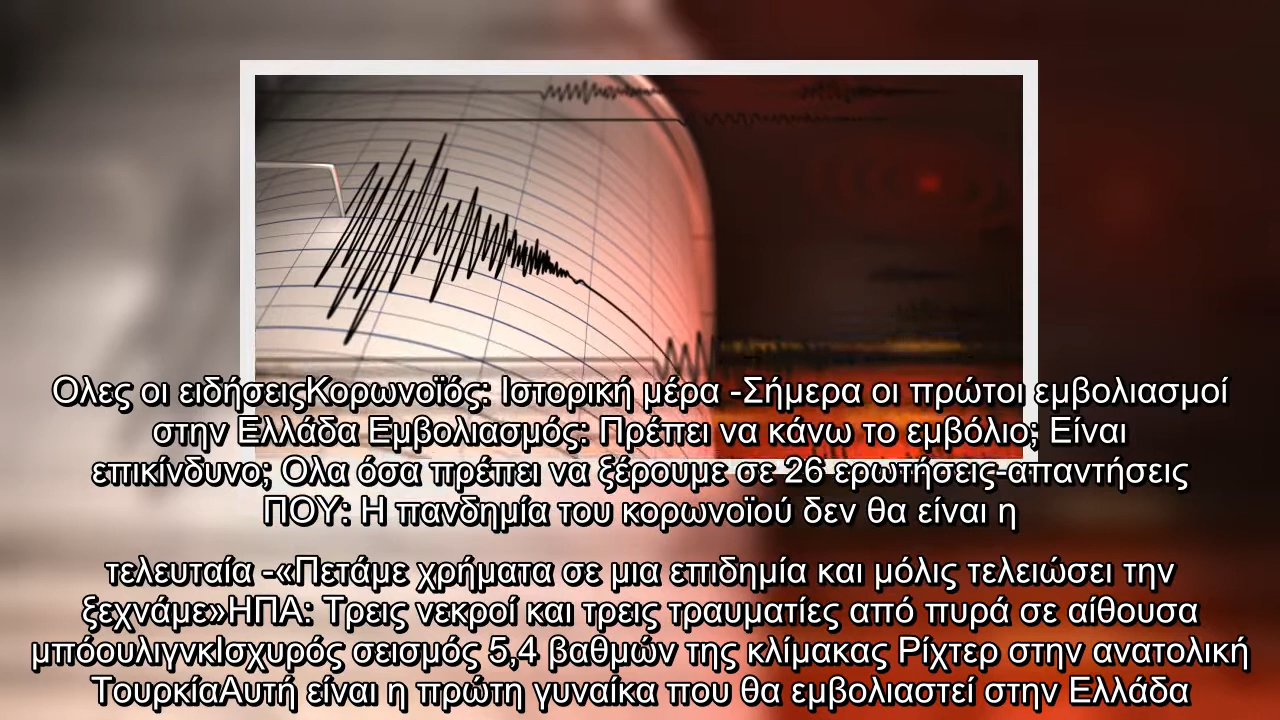 Ολες οι ειδήσειςΚορωνοϊός: Ιστορική μέρα -Σήμερα οι πρώτοι εμβολιασμοί
στην Ελλάδα Εμβολιασμός: Πρέπει να κάνω το εμβόλιο; Είναι
επικίνδυνο; Ολα όσα πρέπει να ξέρουμε σε 26 ερωτήσεις-απαντήσεις
ΠΟΥ: Η πανδημία του κορωνοϊού δεν θα είναι η
τελευταία -«Πετάμε χρήματα σε μια επιδημία και μόλις τελειώσει την
ξεχνάμε»ΗΠΑ: Τρεις νεκροί και τρεις τραυματίες από πυρά σε αίθουσα
μπόουλιγνκΙσχυρός σεισμός 5,4 βαθμών της κλίμακας Ρίχτερ στην ανατολική
ΤουρκίαΑυτή είναι η πρώτη γυναίκα που θα εμβολιαστεί στην Ελλάδα